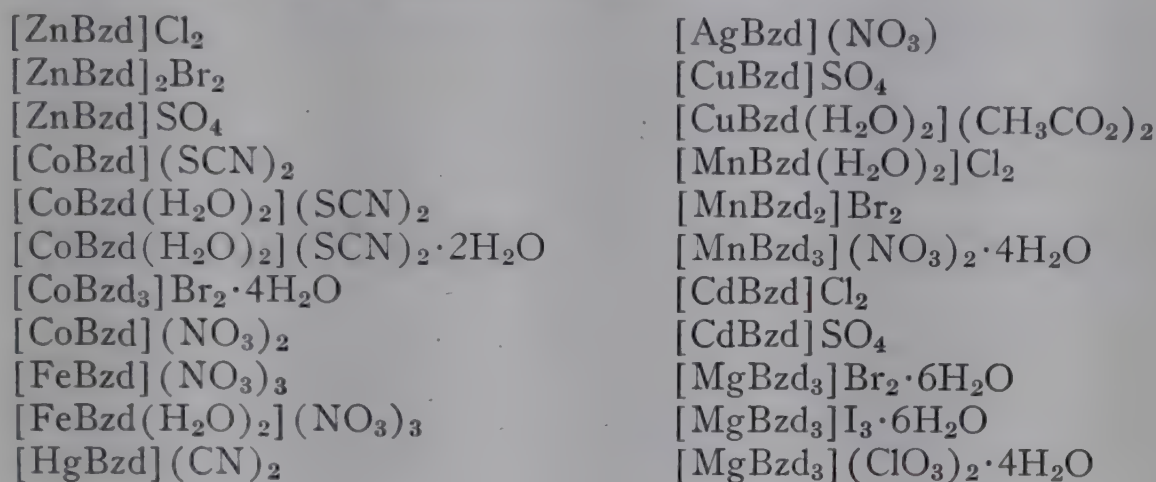 [ZnBzd]Cl₂
[ZnBzd]₂Br₂
[ZnBzd]SO₄
[CoBzd](SCN)₂
[CoBzd(H₂O)₂](SCN)₂
[CoBzd(H₂O)₂](SCN)₂·2H₂O
[CoBzd₃]Br₂·4H₂O
[CoBzd](NO₃)₂
[FeBzd](NO₃)₃
[FeBzd(H₂O)₂](NO₃)₃
[HgBzd](CN)₂
[AgBzd](NO₃)
[CuBzd]SO₄
[CuBzd(H₂O)₂](CH₃CO₂)₂
[MnBzd(H₂O)₂]Cl₂
[MnBzd₂]Br₂
[MnBzd₃](NO₃)₂·4H₂O
[CdBzd]Cl₂
[CdBzd]SO₄
[MgBzd₃]Br₂·6H₂O
[MgBzd₃]I₃·6H₂O
[MgBzd₃](ClO₃)₂·4H₂O